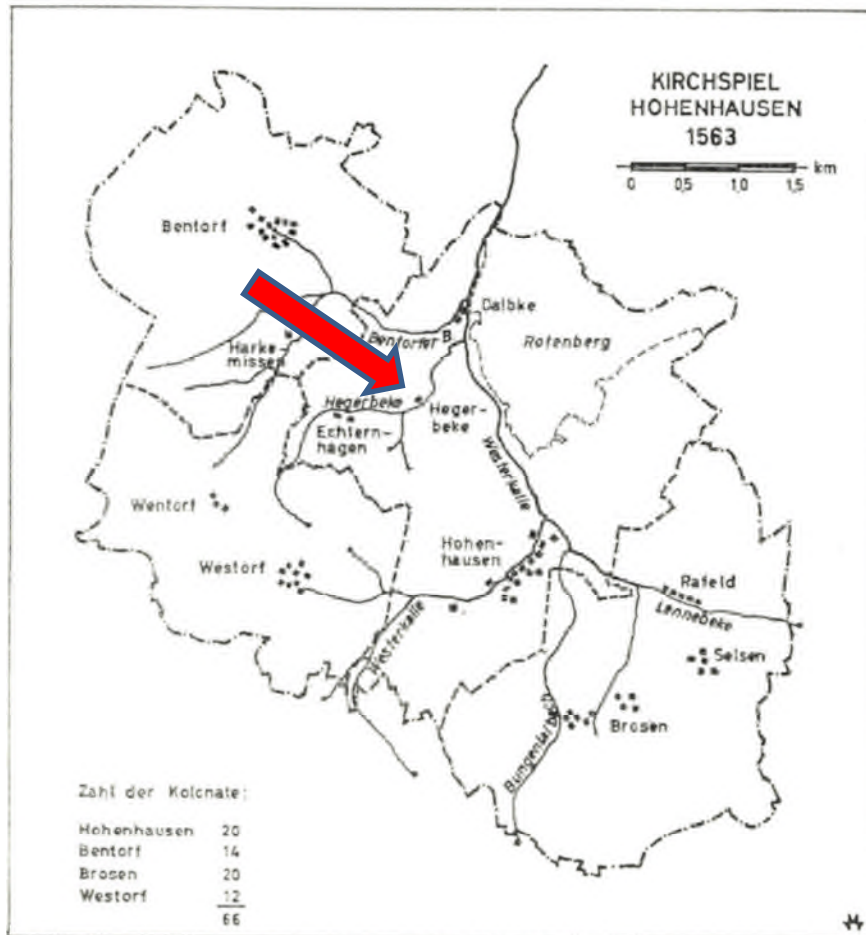 KIRCHSPIEL
HOHENHAUSEN
1563
km
0 0,5 1,0 1,5
Bentorf
Dalbke
Bentorfer B.
Rotenberg
Harke-
missen
Hegerbeke
Heger-
beke
Echtern-
hagen
Westerkalle
Wentorf
Hohen-
hausen
Westorf
Rafeld
Lennebeke
Westerkalle
Selsen
Brosen
Zahl der Kolonate:
Hohenhausen 20
Bentorf 14
Brosen 20
Westorf 12
66